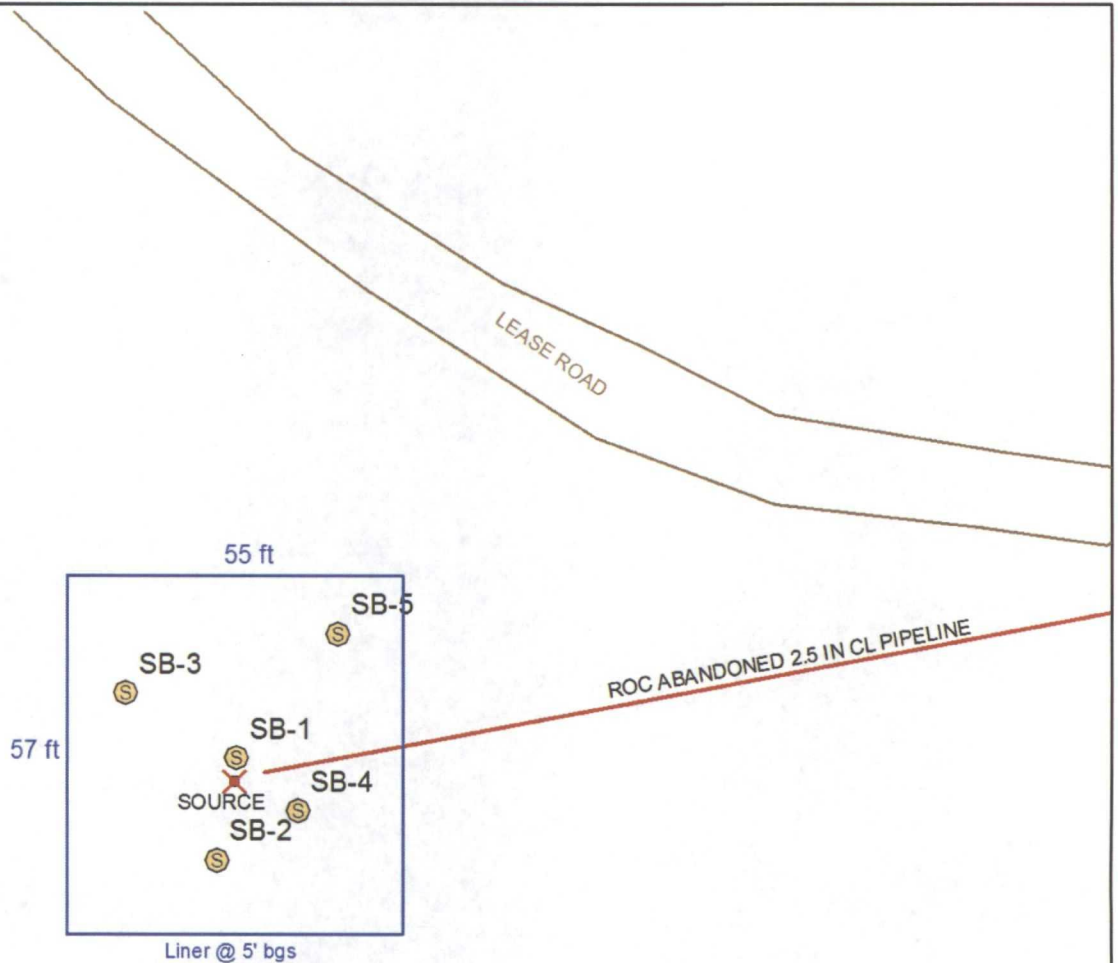 LEASE ROAD
55 ft
SB-5
SB-3
ROC ABANDONED 2.5 IN CL PIPELINE
SB-1
57 ft
SB-4
SOURCE
SB-2
Liner @ 5' bgs
S
S
S
S
S